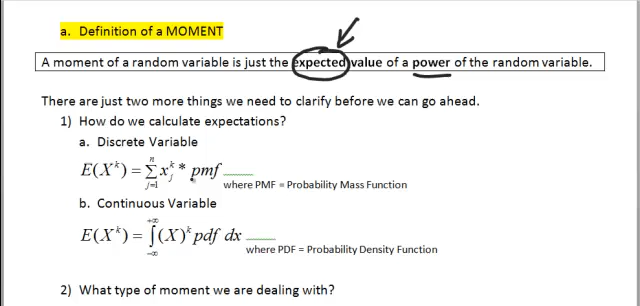 a. Definition of a MOMENT
A moment of a random variable is just the expected value of a power of the random variable.
There are just two more things we need to clarify before we can go ahead.
1) How do we calculate expectations?
a. Discrete Variable
E(X^k) = ∑_{j=1}^{n} x_j^k * pmf
where PMF = Probability Mass Function
b. Continuous Variable
E(X^k) = ∫_{-∞}^{+∞} (X)^k pdf dx
where PDF = Probability Density Function
2) What type of moment we are dealing with?